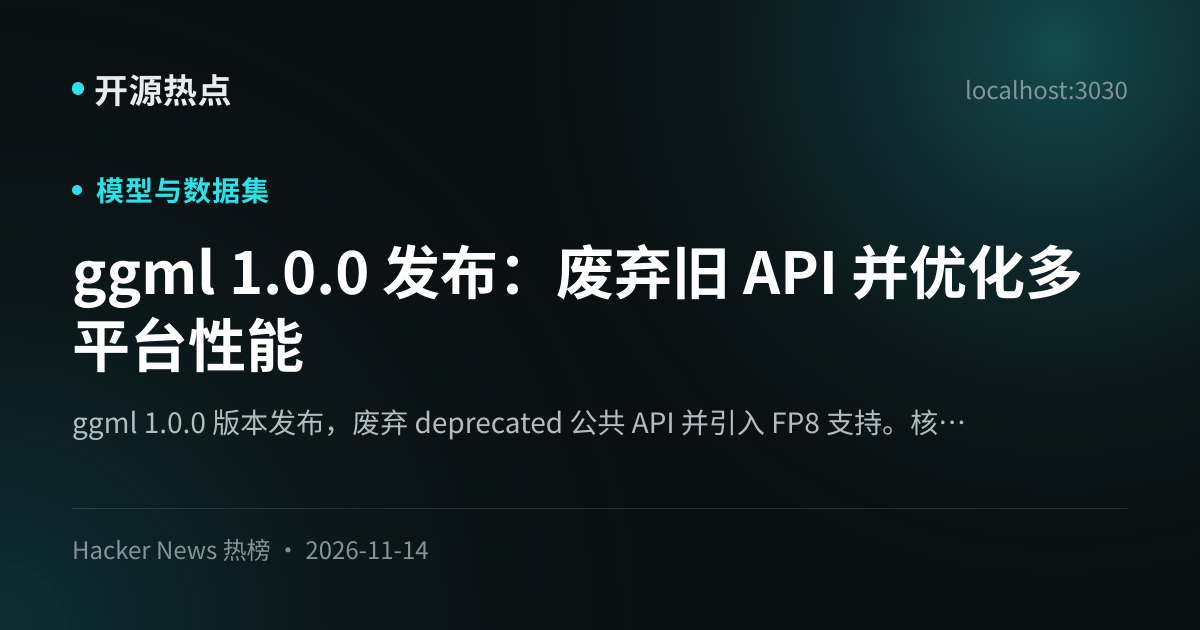 开源热点
localhost:3030
模型与数据集
ggml 1.0.0 发布：废弃旧 API 并优化多
平台性能
ggml 1.0.0 版本发布，废弃 deprecated 公共 API 并引入 FP8 支持。核…
Hacker News 热榜 · 2026-11-14